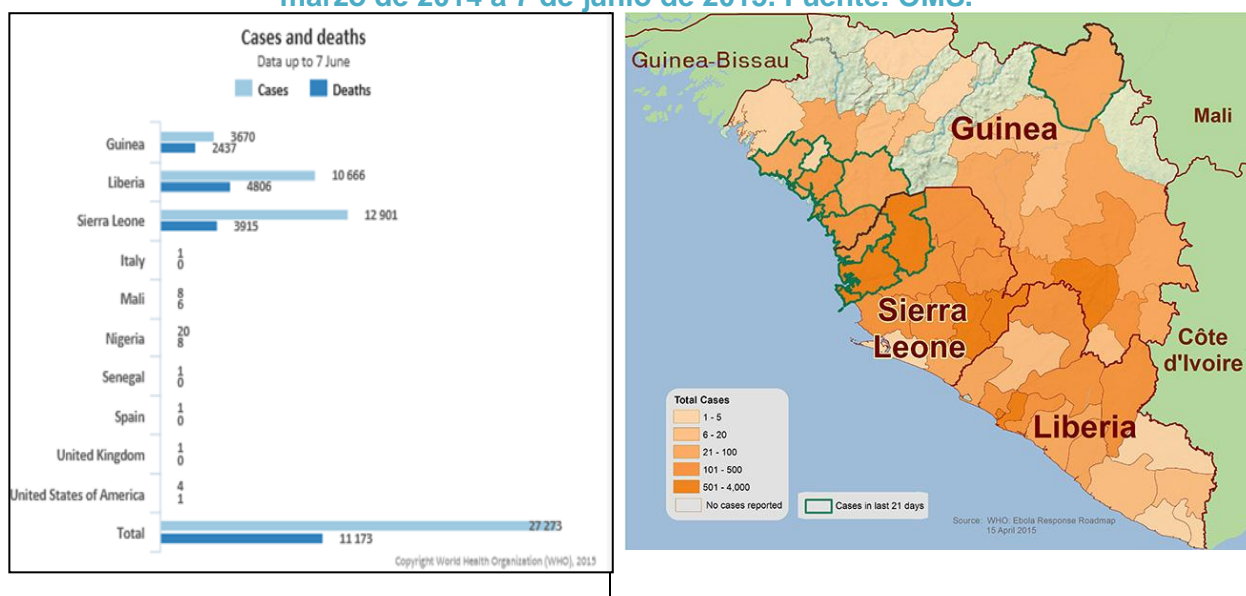 marzo de 2014 a 7 de junio de 2015. Fuente: OMS.
Cases and deaths
Data up to 7 June
Cases Deaths
Guinea 3670
2437
Liberia 10 666
4806
Sierra Leone 12 901
3915
Italy 1
0
Mali 8
6
Nigeria 20
8
Senegal 1
0
Spain 1
0
United Kingdom 1
0
United States of America 4
1
Total 27 273
11 173
Copyright World Health Organization (WHO), 2015
Guinea-Bissau
Guinea
Mali
Sierra
Leone
Côte
d'Ivoire
Liberia
Total Cases
1 - 5
6 - 20
21 - 100
101 - 500
501 - 4,000
No cases reported
Cases in last 21 days
Source: WHO: Ebola Response Roadmap
15 April 2015